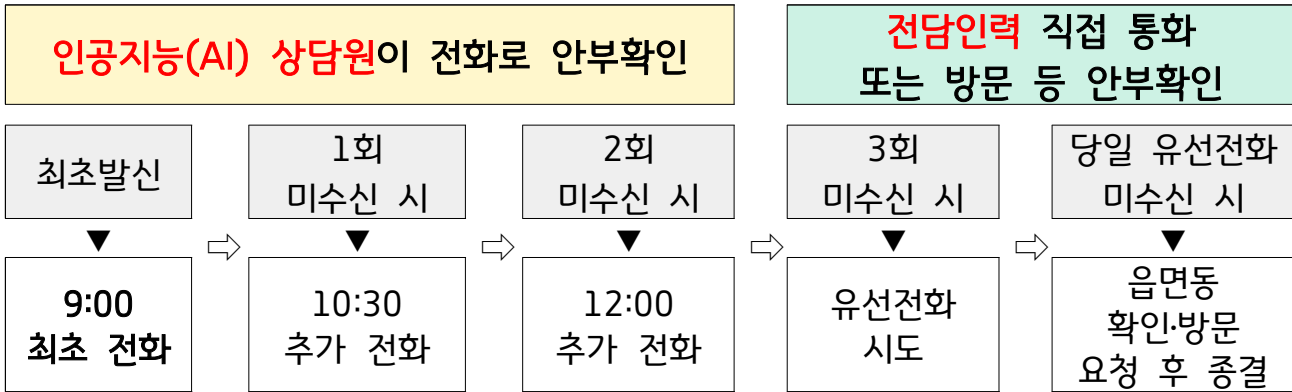 인공지능(AI) 상담원이 전화로 안부확인
전담인력 직접 통화
또는 방문 등 안부확인
최초발신
1회
미수신 시
2회
미수신 시
3회
미수신 시
당일 유선전화
미수신 시
▼ ⇨ ▼ ⇨ ▼ ⇨ ▼ ⇨ ▼
9:00
최초 전화
10:30
추가 전화
12:00
추가 전화
유선전화
시도
읍면동
확인·방문
요청 후 종결